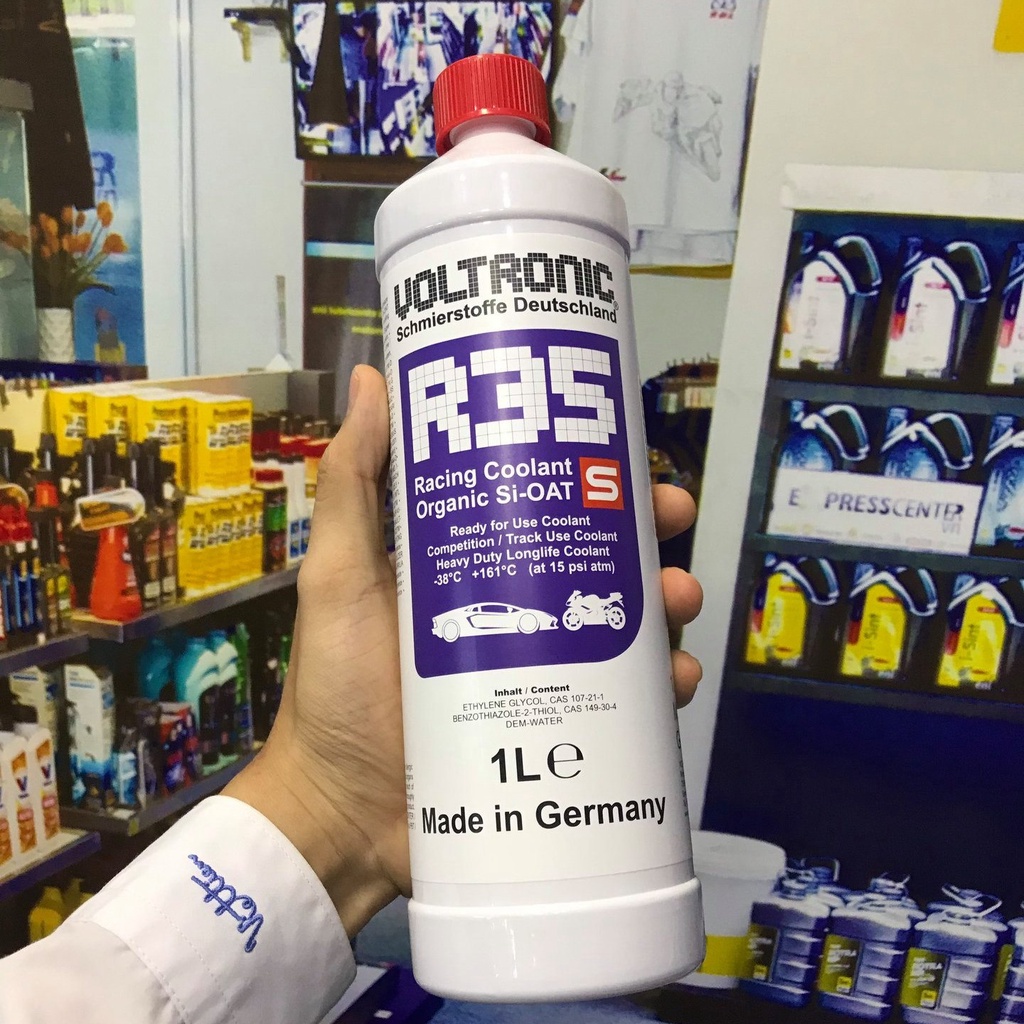 VOLTRONIC®
Schmierstoffe Deutschland
R35
Racing Coolant
Organic Si-OAT S
Ready for Use Coolant
Competition / Track Use Coolant
Heavy Duty Longlife Coolant
-38°C +161°C (at 15 psi atm)
Inhalt / Content
ETHYLENE GLYCOL, CAS 107-21-1
BENZOTHIAZOLE-2-THIOL, CAS 149-30-4
DEM-WATER
1L e
Made in Germany
PRESSCENTER